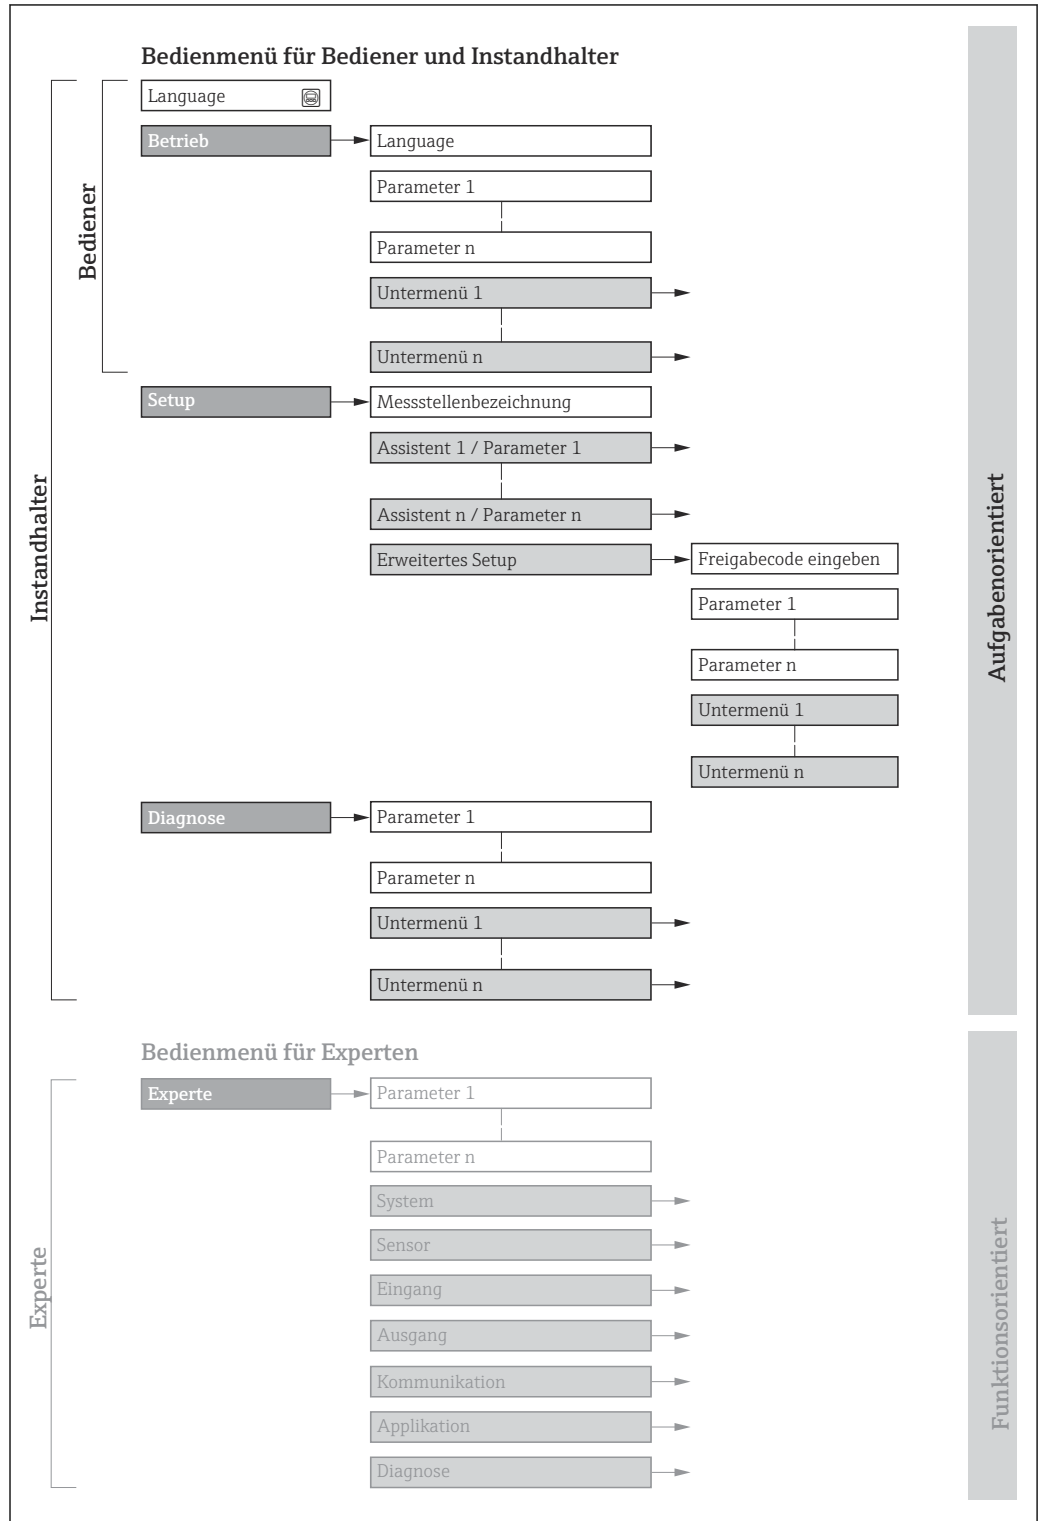 Bedienmenü für Bediener und Instandhalter
Instandhalter
Bediener
Aufgabenorientiert
Language
Betrieb
Language
Parameter 1
Parameter n
Untermenü 1
Untermenü n
Setup
Messstellenbezeichnung
Assistent 1 / Parameter 1
Assistent n / Parameter n
Erweitertes Setup
Freigabecode eingeben
Parameter 1
Parameter n
Untermenü 1
Untermenü n
Diagnose
Parameter 1
Parameter n
Untermenü 1
Untermenü n
Bedienmenü für Experten
Experte
Funktionsorientiert
Experte
Parameter 1
Parameter n
System
Sensor
Eingang
Ausgang
Kommunikation
Applikation
Diagnose